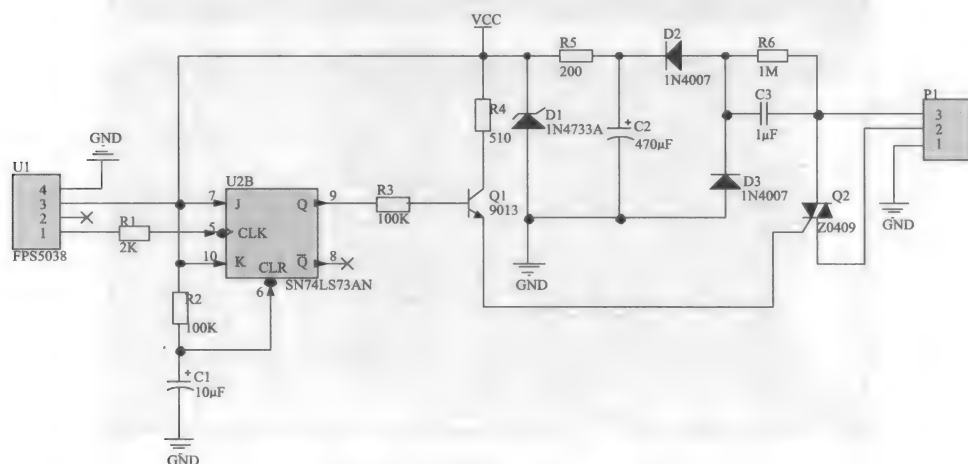 VCC
R5
200
D2
1N4007
R6
1M
C3
1μF
P1
3
2
1
GND
R4
510
D1
1N4733A
C2
470μF
D3
1N4007
Q2
Z0409
GND
U1
4
3
2
1
FPS5038
GND
R1
2K
U2B
7
J
Q
9
5
CLK
10
K
CLR
Q
8
6
SN74LS73AN
R3
100K
Q1
9013
GND
R2
100K
C1
10μF
GND